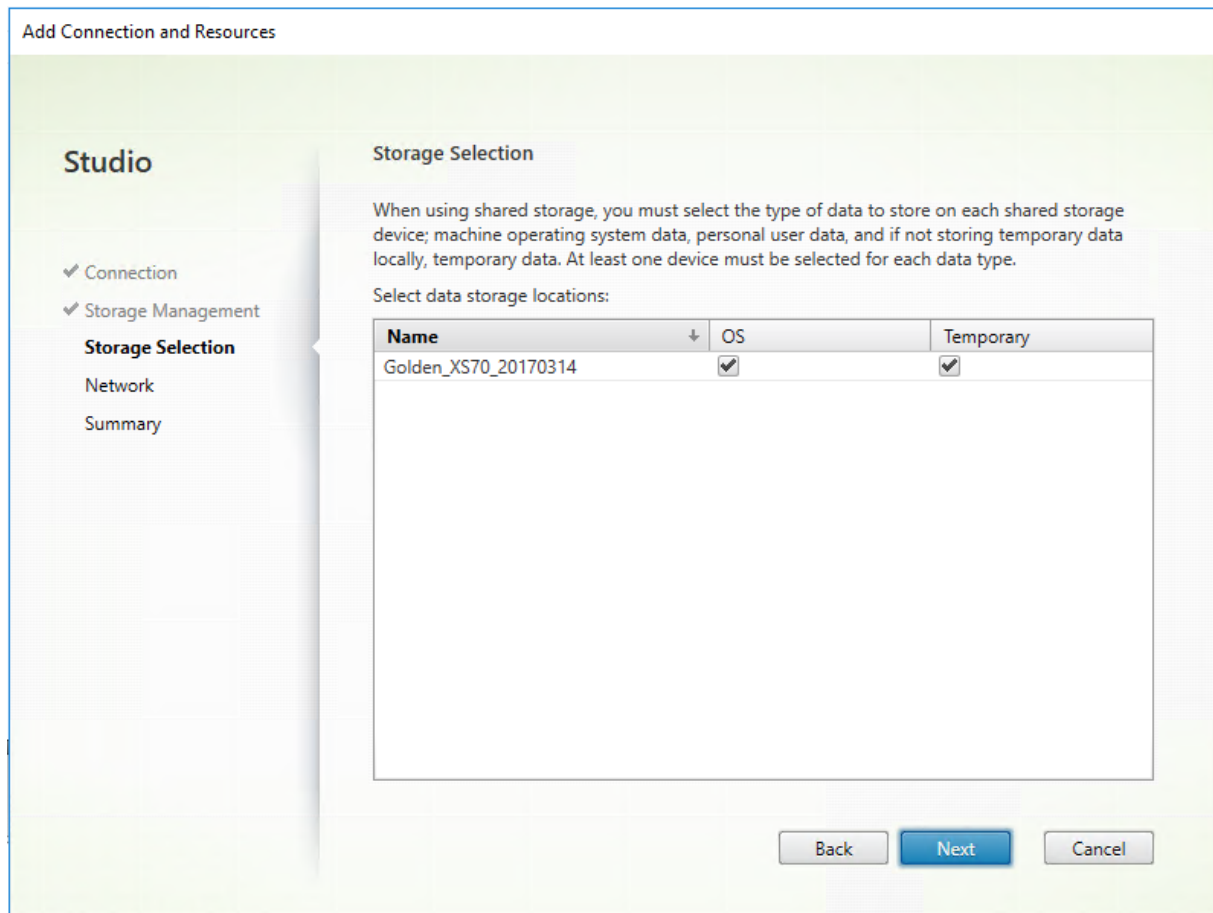 Add Connection and Resources
Studio
Connection
Storage Management
Storage Selection
Network
Summary
Storage Selection
When using shared storage, you must select the type of data to store on each shared storage
device; machine operating system data, personal user data, and if not storing temporary data
locally, temporary data. At least one device must be selected for each data type.
Select data storage locations:
Name OS Temporary
Golden_XS70_20170314
Back Next Cancel